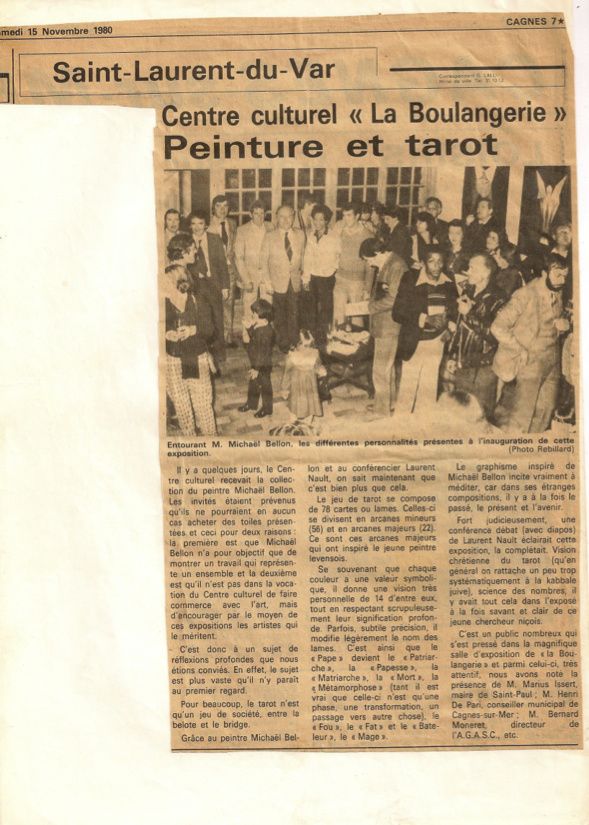 medi 15 Novembre 1980
CAGNES 7★
Saint-Laurent-du-Var
Centre culturel « La Boulangerie »
Peinture et tarot
Entourant M. Michaël Bellon, les différentes personnalités présentes à l'inauguration de cette
exposition.
(Photo Rebillard)
Il y a quelques jours, le Cen-
tre culturel recevait la collec-
tion du peintre Michaël Bellon.
Les invités étaient prévenus
qu'ils ne pourraient en aucun
cas acheter des toiles présen-
tées et ceci pour deux raisons :
la première est que Michaël
Bellon n'a pour objectif que de
montrer un travail qui représen-
te un ensemble et la deuxième
est qu'il n'est pas dans la voca-
tion du Centre culturel de faire
commerce avec l'art, mais
d'encourager par le moyen de
ces expositions les artistes qui
le méritent.
- C'est donc à un sujet de
réflexions profondes que nous
étions conviés. En effet, le sujet
est plus vaste qu'il n'y paraît
au premier regard.
Pour beaucoup, le tarot n'est
qu'un jeu de société, entre la
belote et le bridge.
Grâce au peintre Michaël Bel-
lon et au conférencier Laurent
Nault, on sait maintenant que
c'est bien plus que cela.
Le jeu de tarot se compose
de 78 cartes ou lames. Celles-ci
se divisent en arcanes mineurs
(56) et en arcanes majeurs (22).
Ce sont ces arcanes majeurs
qui ont inspiré le jeune peintre
levensois.
Se souvenant que chaque
couleur a une valeur symboli-
que, il donne une vision très
personnelle de 14 d'entre eux,
tout en respectant scrupuleuse-
ment leur signification profon-
de. Parfois, subtile précision, il
modifie légèrement le nom des
lames. C'est ainsi que le
« Pape » devient le « Patriar-
che », la « Papesse », la
« Matriarche », la « Mort », la
« Métamorphose » (tant il est
vrai que celle-ci n'est qu'une
phase, une transformation, un
passage vers autre chose), le
« Fou », le « Fat » et le « Bate-
leur », le « Mage ».
Le graphisme inspiré de
Michaël Bellon incite vraiment à
méditer, car dans ses étranges
compositions, il y a à la fois le
passé, le présent et l'avenir.
Fort judicieusement, une
conférence débat (avec diapos)
de Laurent Nault éclairait cette
exposition, la complétait. Vision
chrétienne du tarot (qu'en
général on rattache un peu trop
systématiquement à la kabbale
juive), science des nombres, il
y avait tout cela dans l'exposé
à la fois savant et clair de ce
jeune chercheur niçois.
C'est un public nombreux qui
s'est pressé dans la magnifique
salle d'exposition de « la Bou-
langerie » et parmi celui-ci, très
attentif, nous avons noté la
présence de M. Marius Issert,
maire de Saint-Paul ; M. Henri
De Pari, conseiller municipal de
Cagnes-sur-Mer ; M. Bernard
Moneret, directeur de
l'A.G.A.S.C., etc.